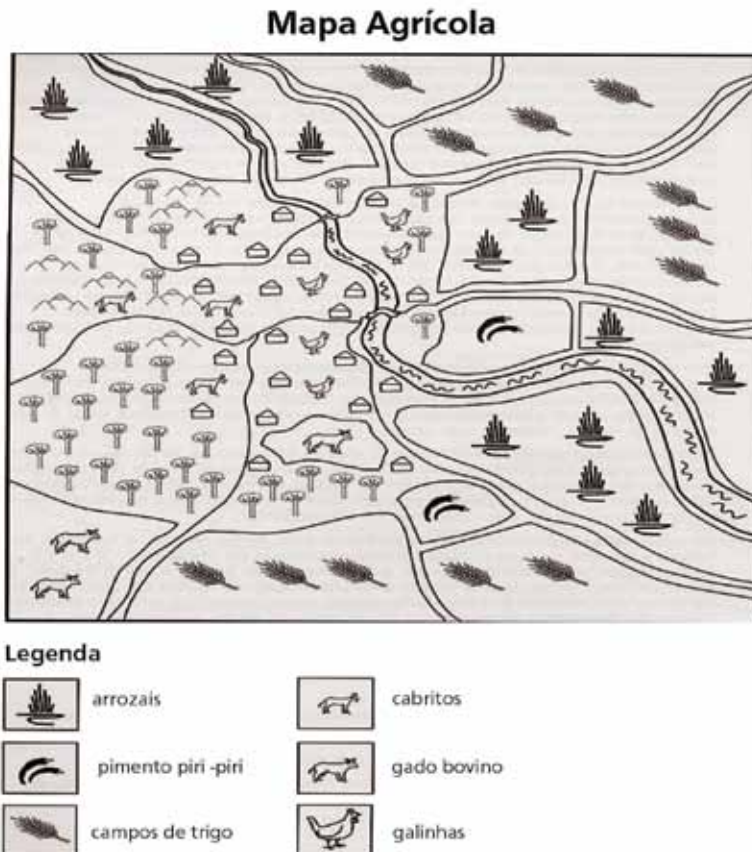 Mapa Agrícola
Legenda
arrozais
cabritos
pimento piri -piri
gado bovino
campos de trigo
galinhas